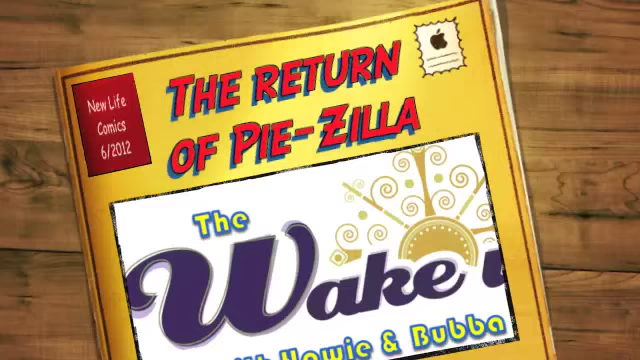 THE RETURN
OF PIE-ZILLA
New Life
Comics
6/2012
The
Wake
Howie & Bubba